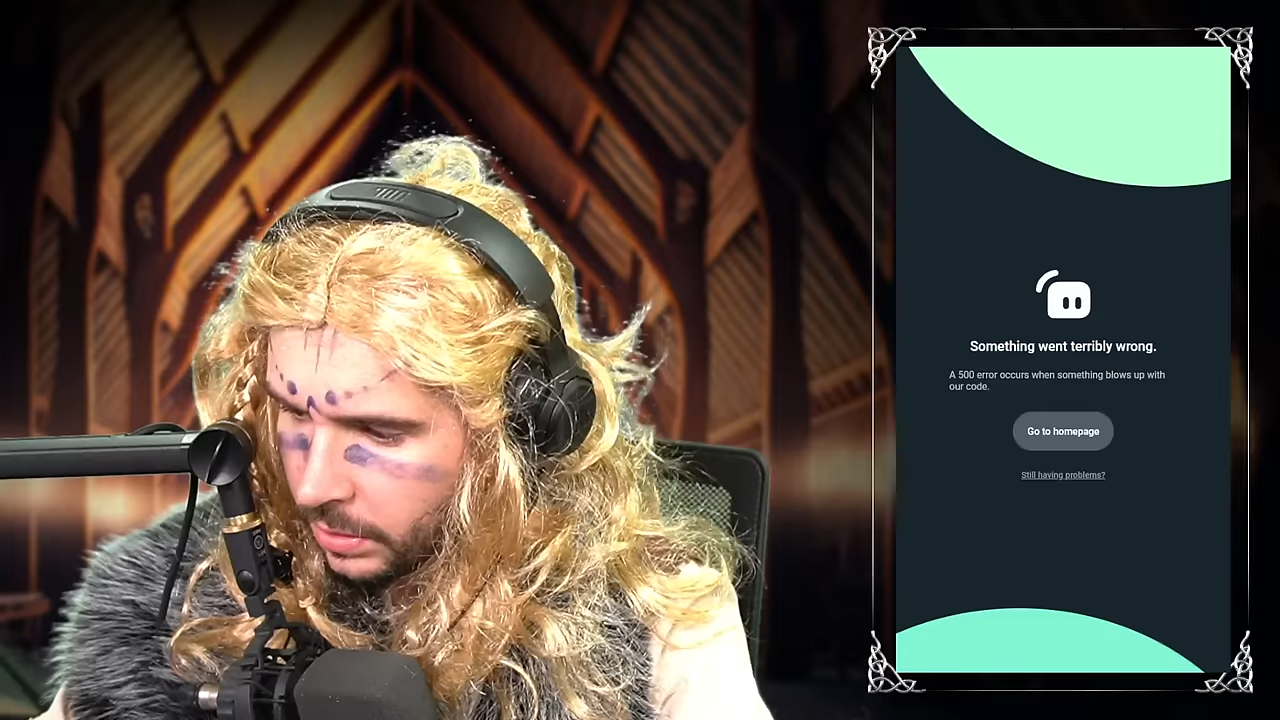 Something went terribly wrong.
A 500 error occurs when something blows up with
our code.
Go to homepage
Still having problems?